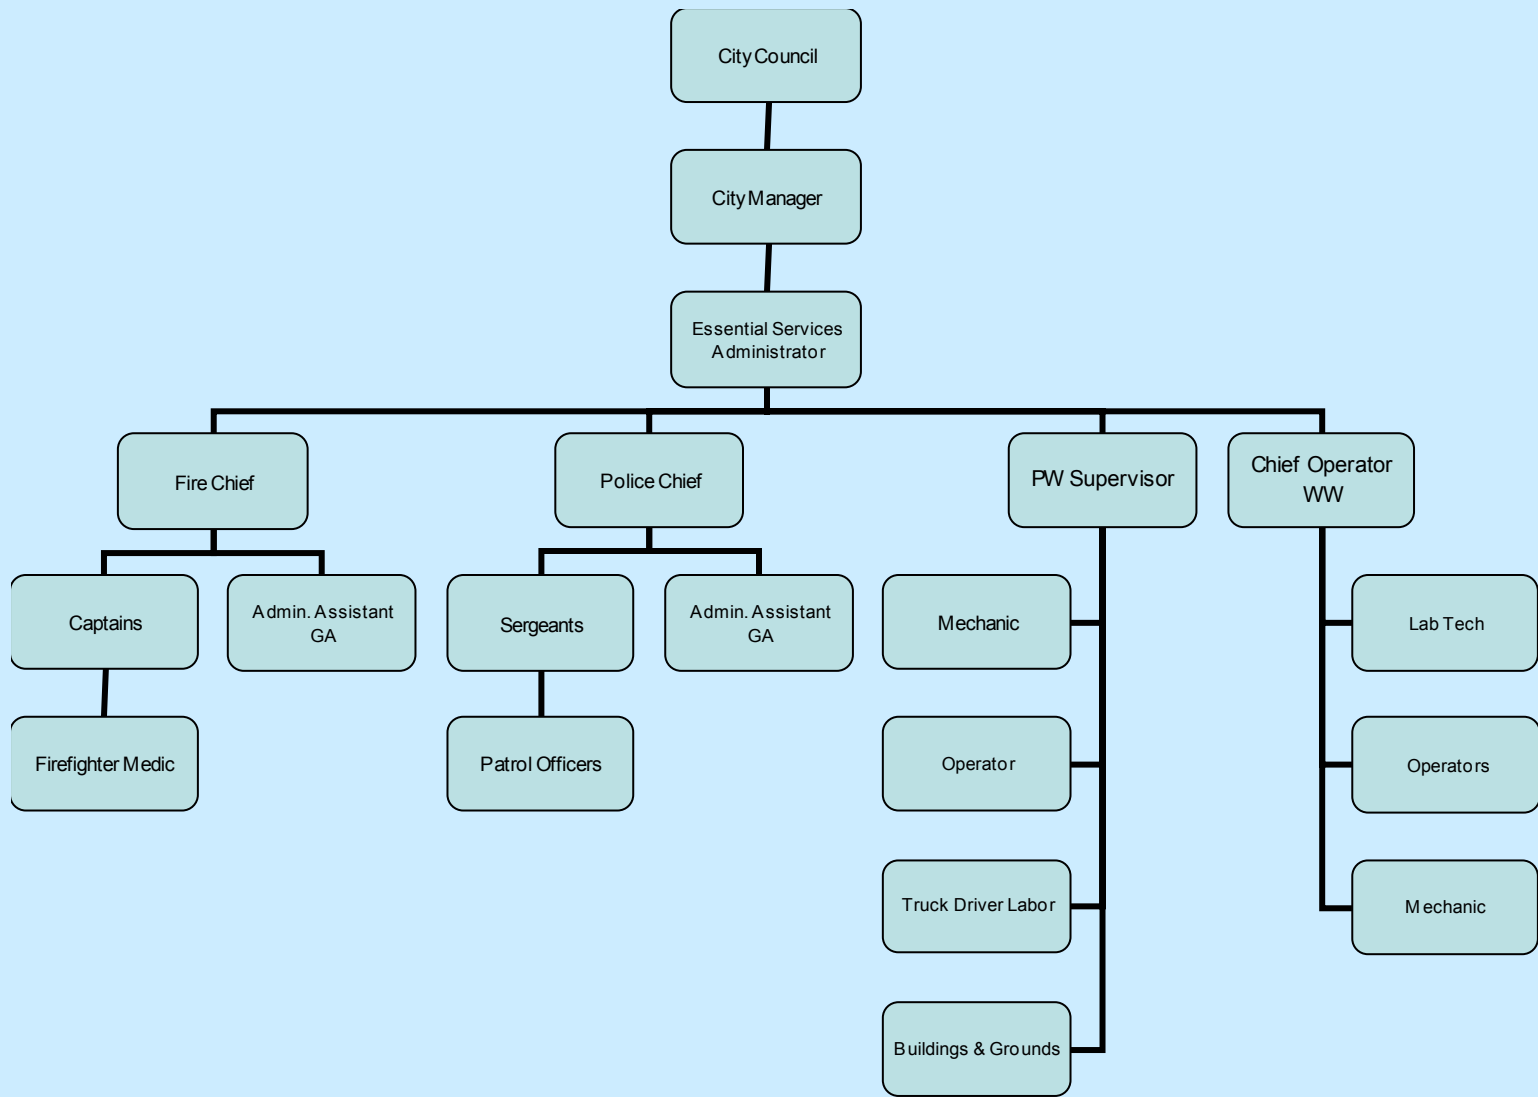 City Council
City Manager
Essential Services
Administrator
Fire Chief
Police Chief
PW Supervisor
Chief Operator
WW
Captains
Admin. Assistant
GA
Sergeants
Admin. Assistant
GA
Mechanic
Lab Tech
Firefighter Medic
Patrol Officers
Operator
Operators
Truck Driver Labor
Mechanic
Buildings & Grounds